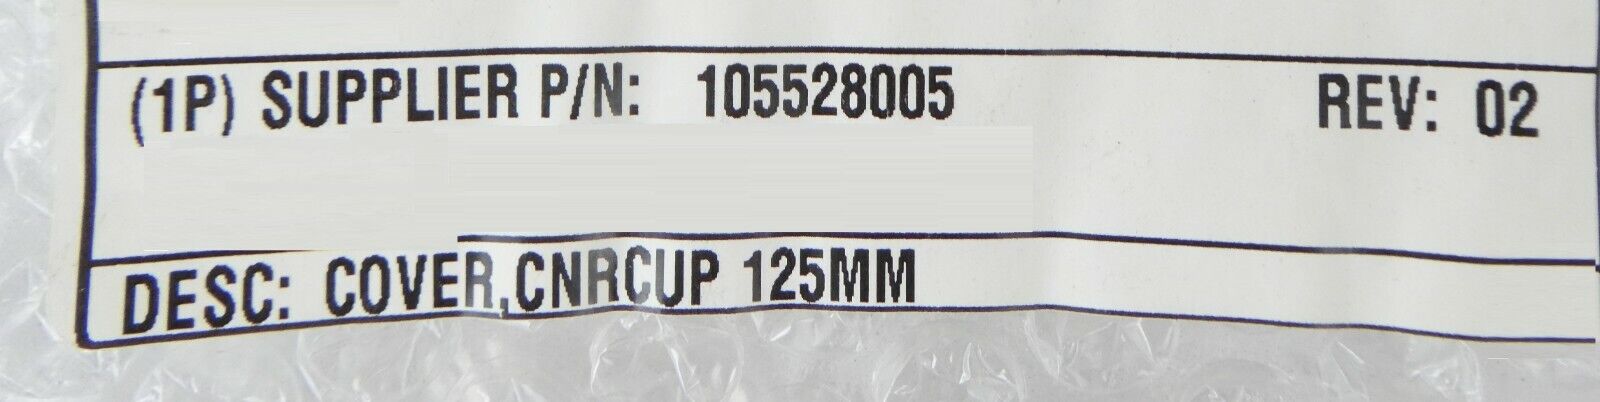 (1P) SUPPLIER P/N: 105528005 REV: 02
DESC: COVER,CNRCUP 125MM